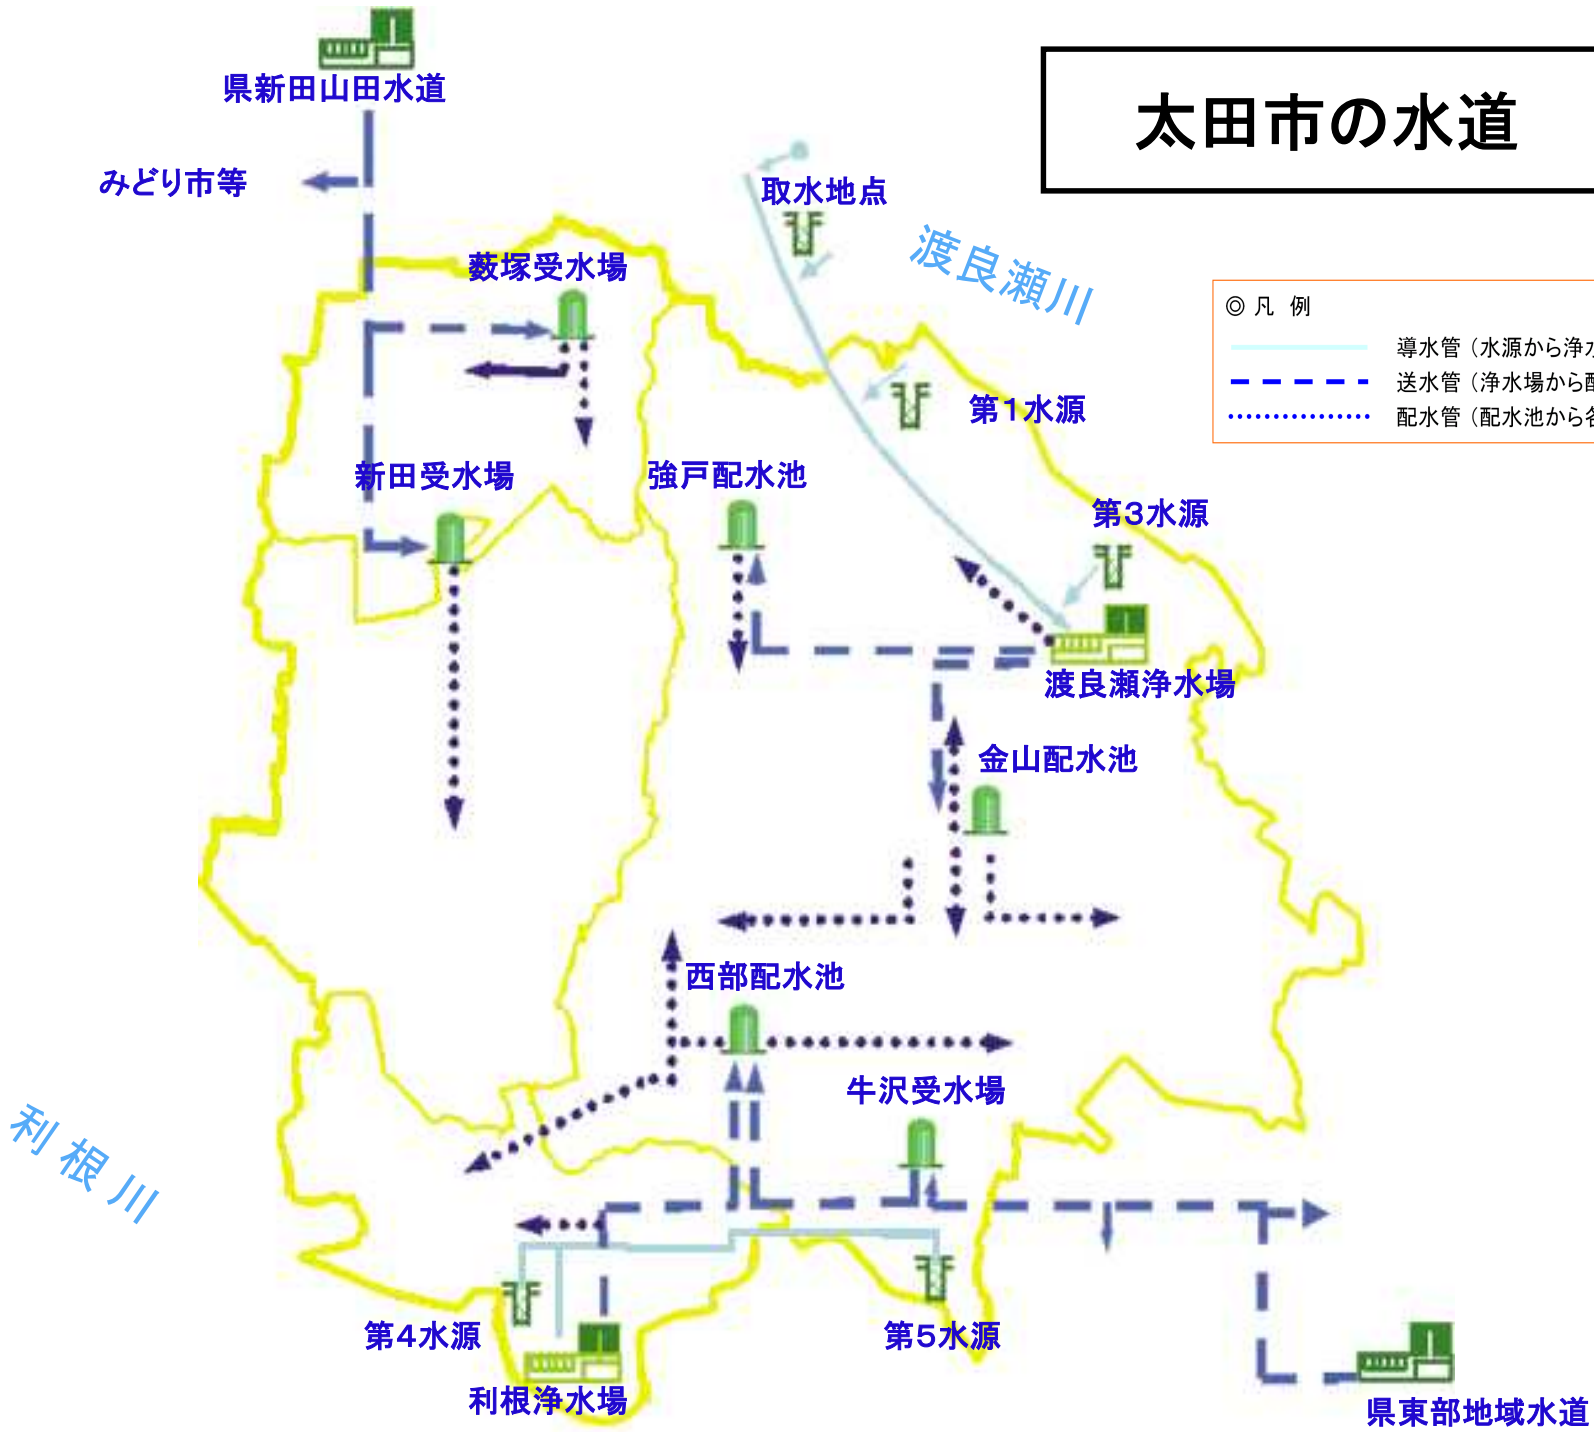 県新田山田水道
太田市の水道
みどり市等
取水地点
渡良瀬川
薮塚受水場
◎ 凡 例
導水管（水源から浄水
送水管（浄水場から配
配水管（配水池から各
第１水源
新田受水場
強戸配水池
第３水源
渡良瀬浄水場
金山配水池
西部配水池
牛沢受水場
利根川
第４水源
第５水源
利根浄水場
県東部地域水道